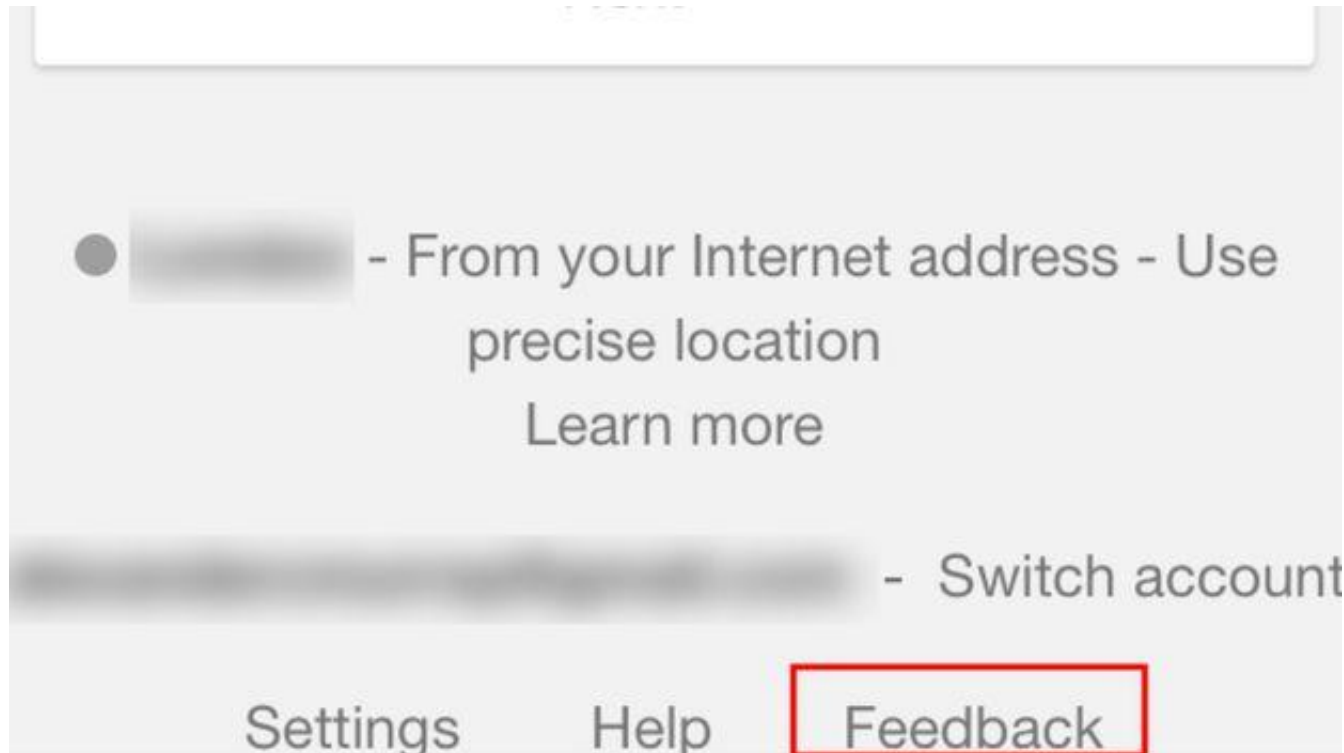 - From your Internet address - Use
precise location
Learn more
- Switch account
Settings Help Feedback